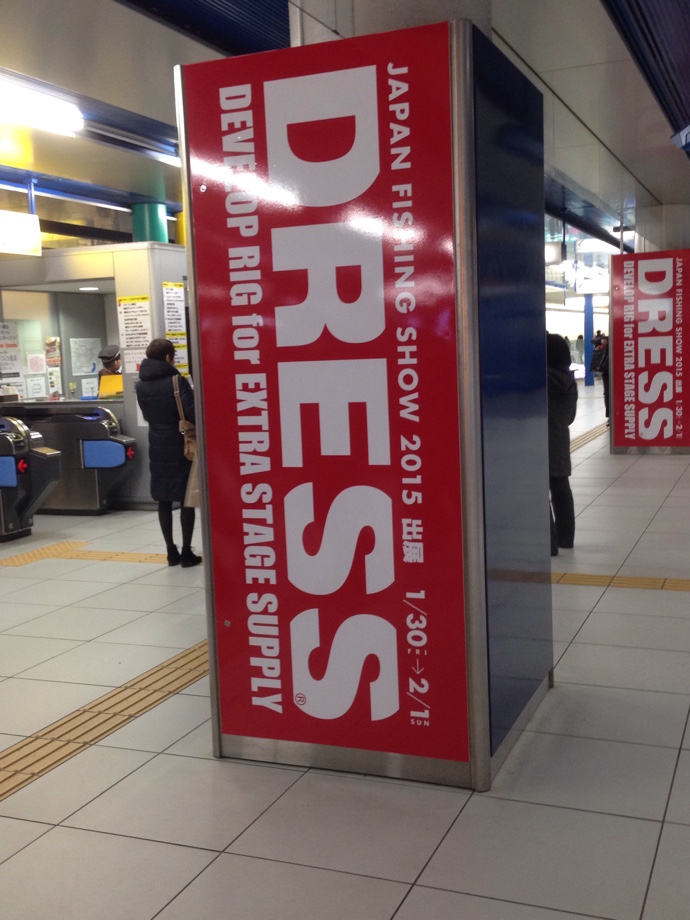 JAPAN FISHING SHOW 2015 出展 1/30 FRI → 2/1 SUN
DRESS®
DEVELOP RIG for EXTRA STAGE SUPPLY
JAPAN FISHING SHOW 2015 出展 1/30→2/1
DRESS
DEVELOP RIG for EXTRA STAGE SUPPLY